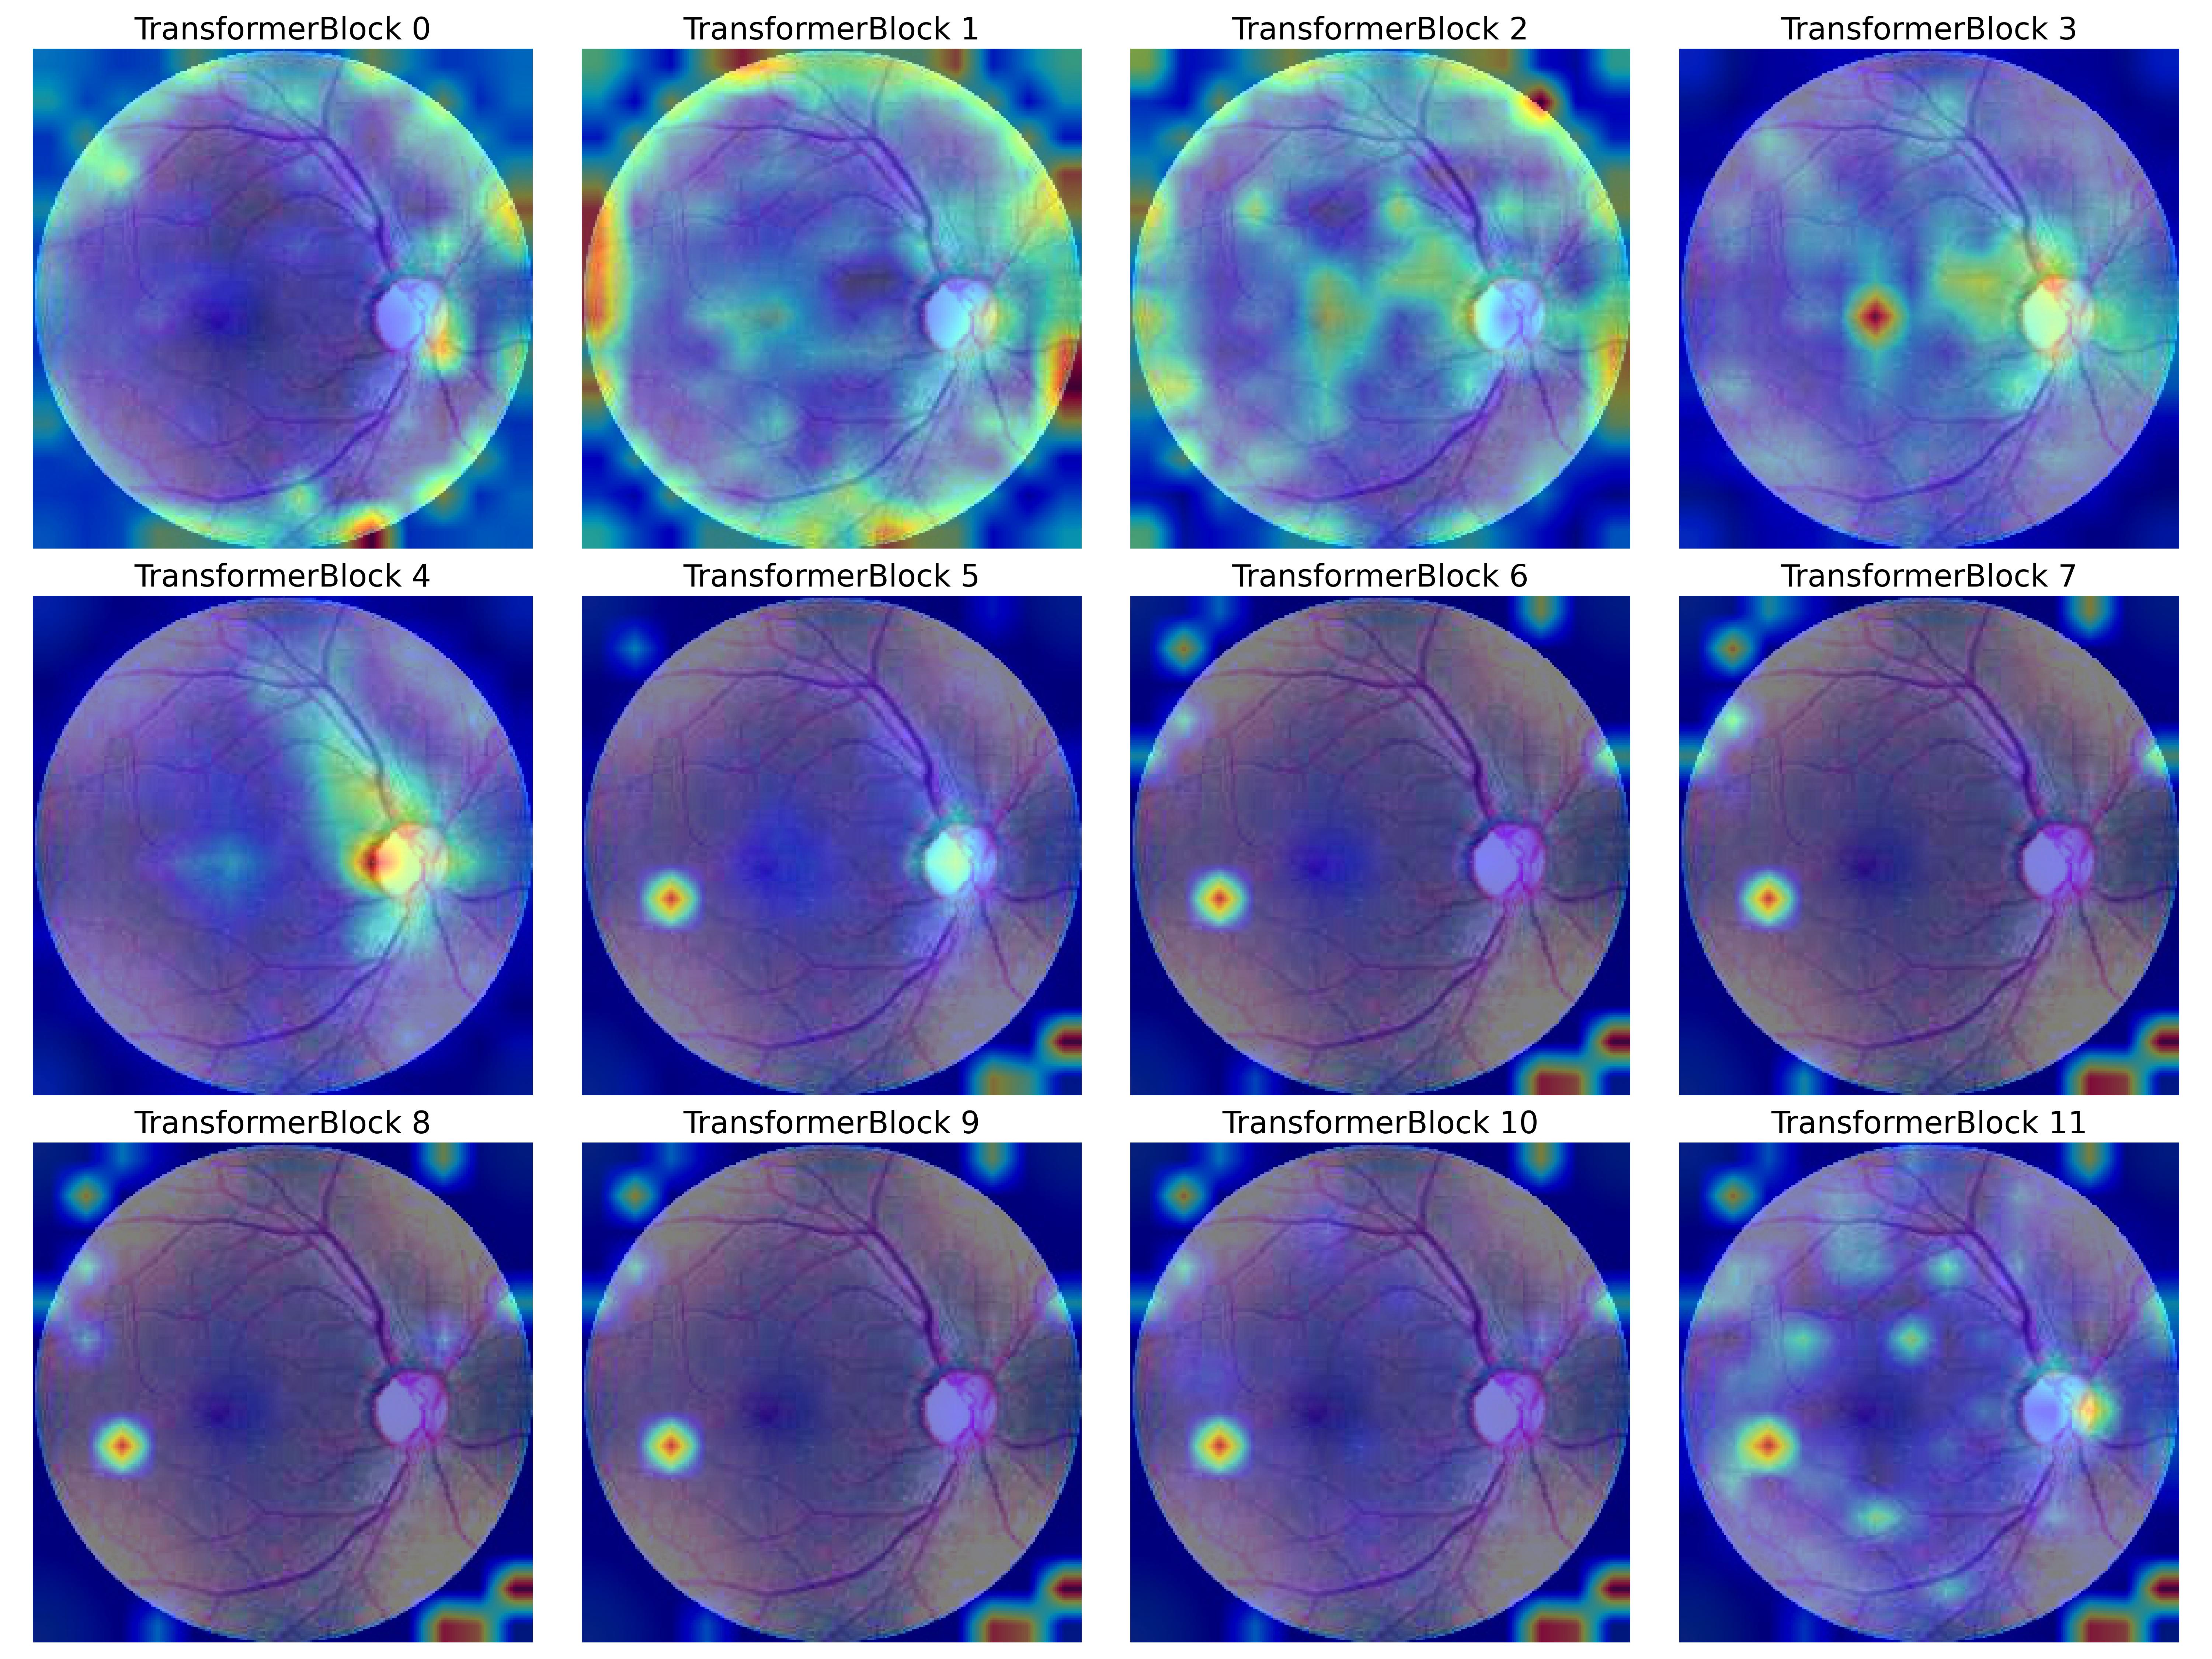 TransformerBlock 0
TransformerBlock 1
TransformerBlock 2
TransformerBlock 3
TransformerBlock 4
TransformerBlock 5
TransformerBlock 6
TransformerBlock 7
TransformerBlock 8
TransformerBlock 9
TransformerBlock 10
TransformerBlock 11